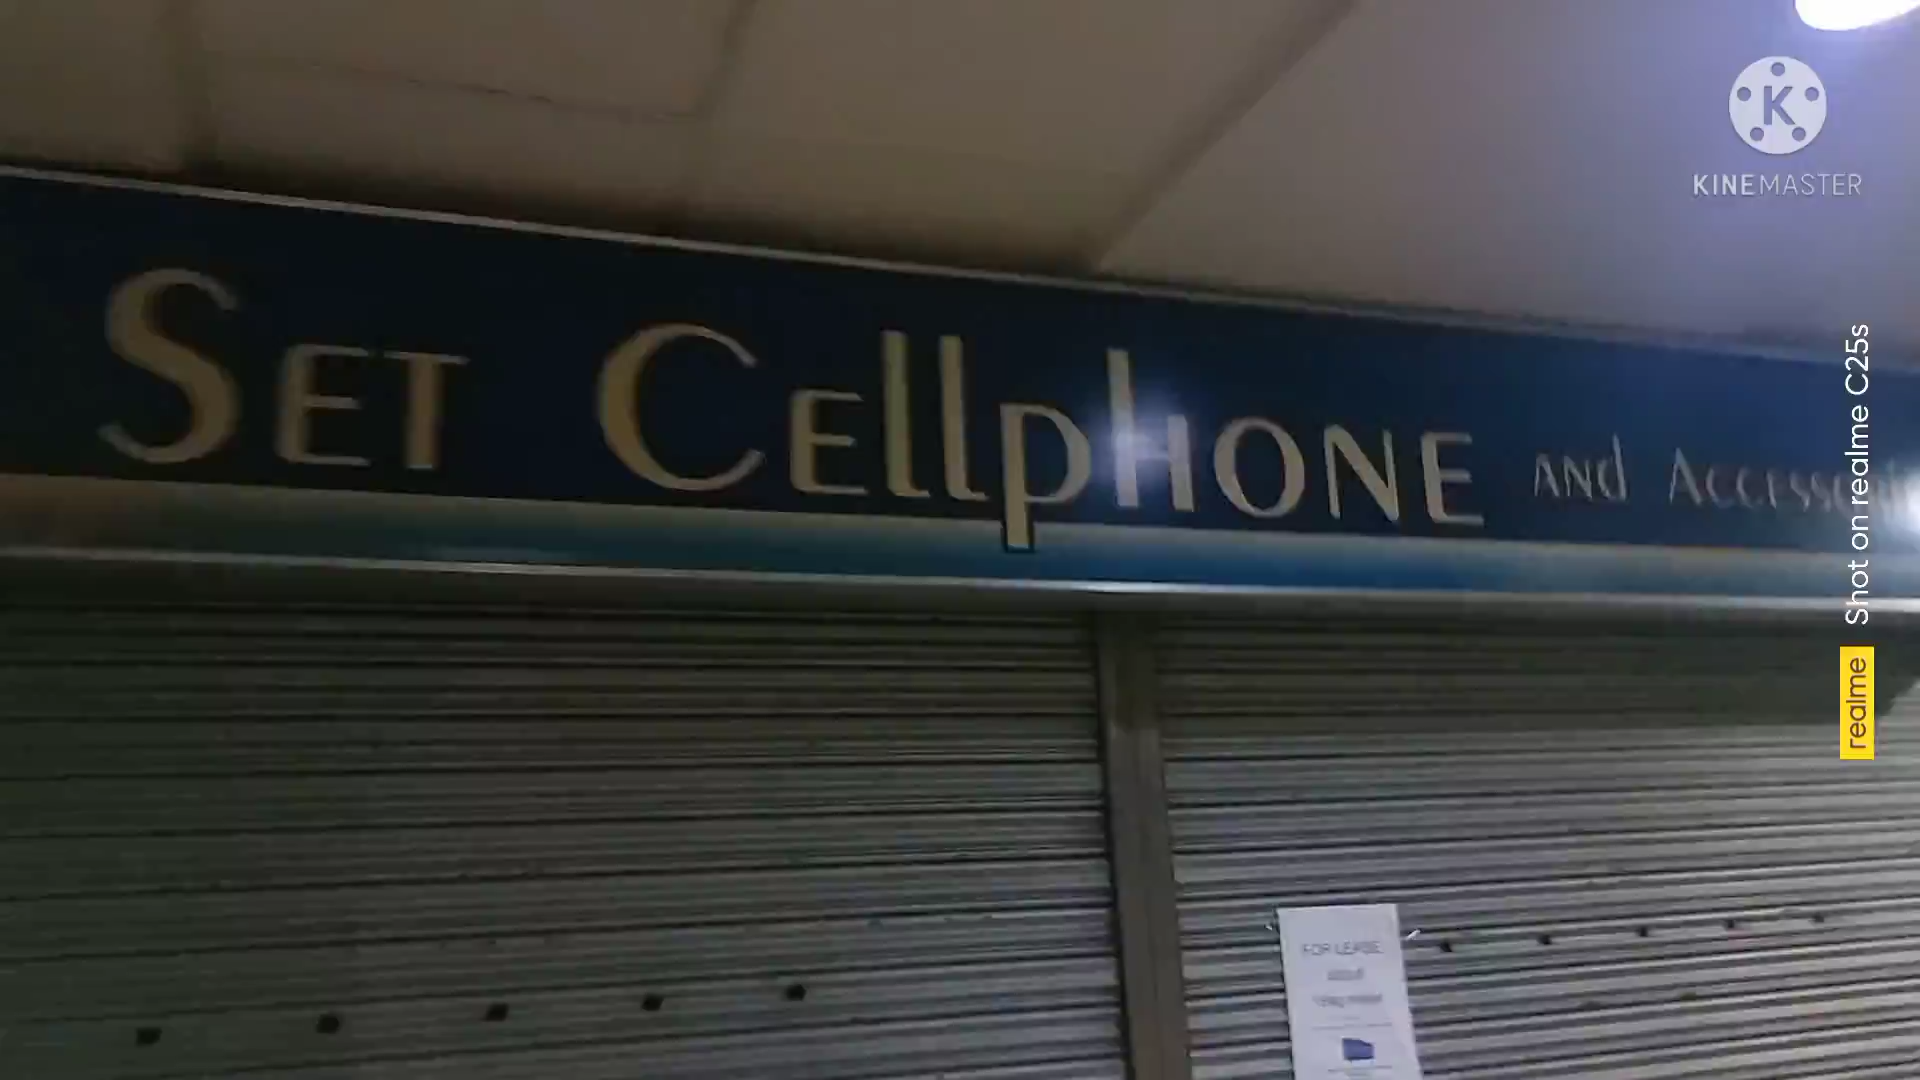 K
KINEMASTER
SET CEllpHONE AND
FOR LEASE
Shot on realme C25s
realme